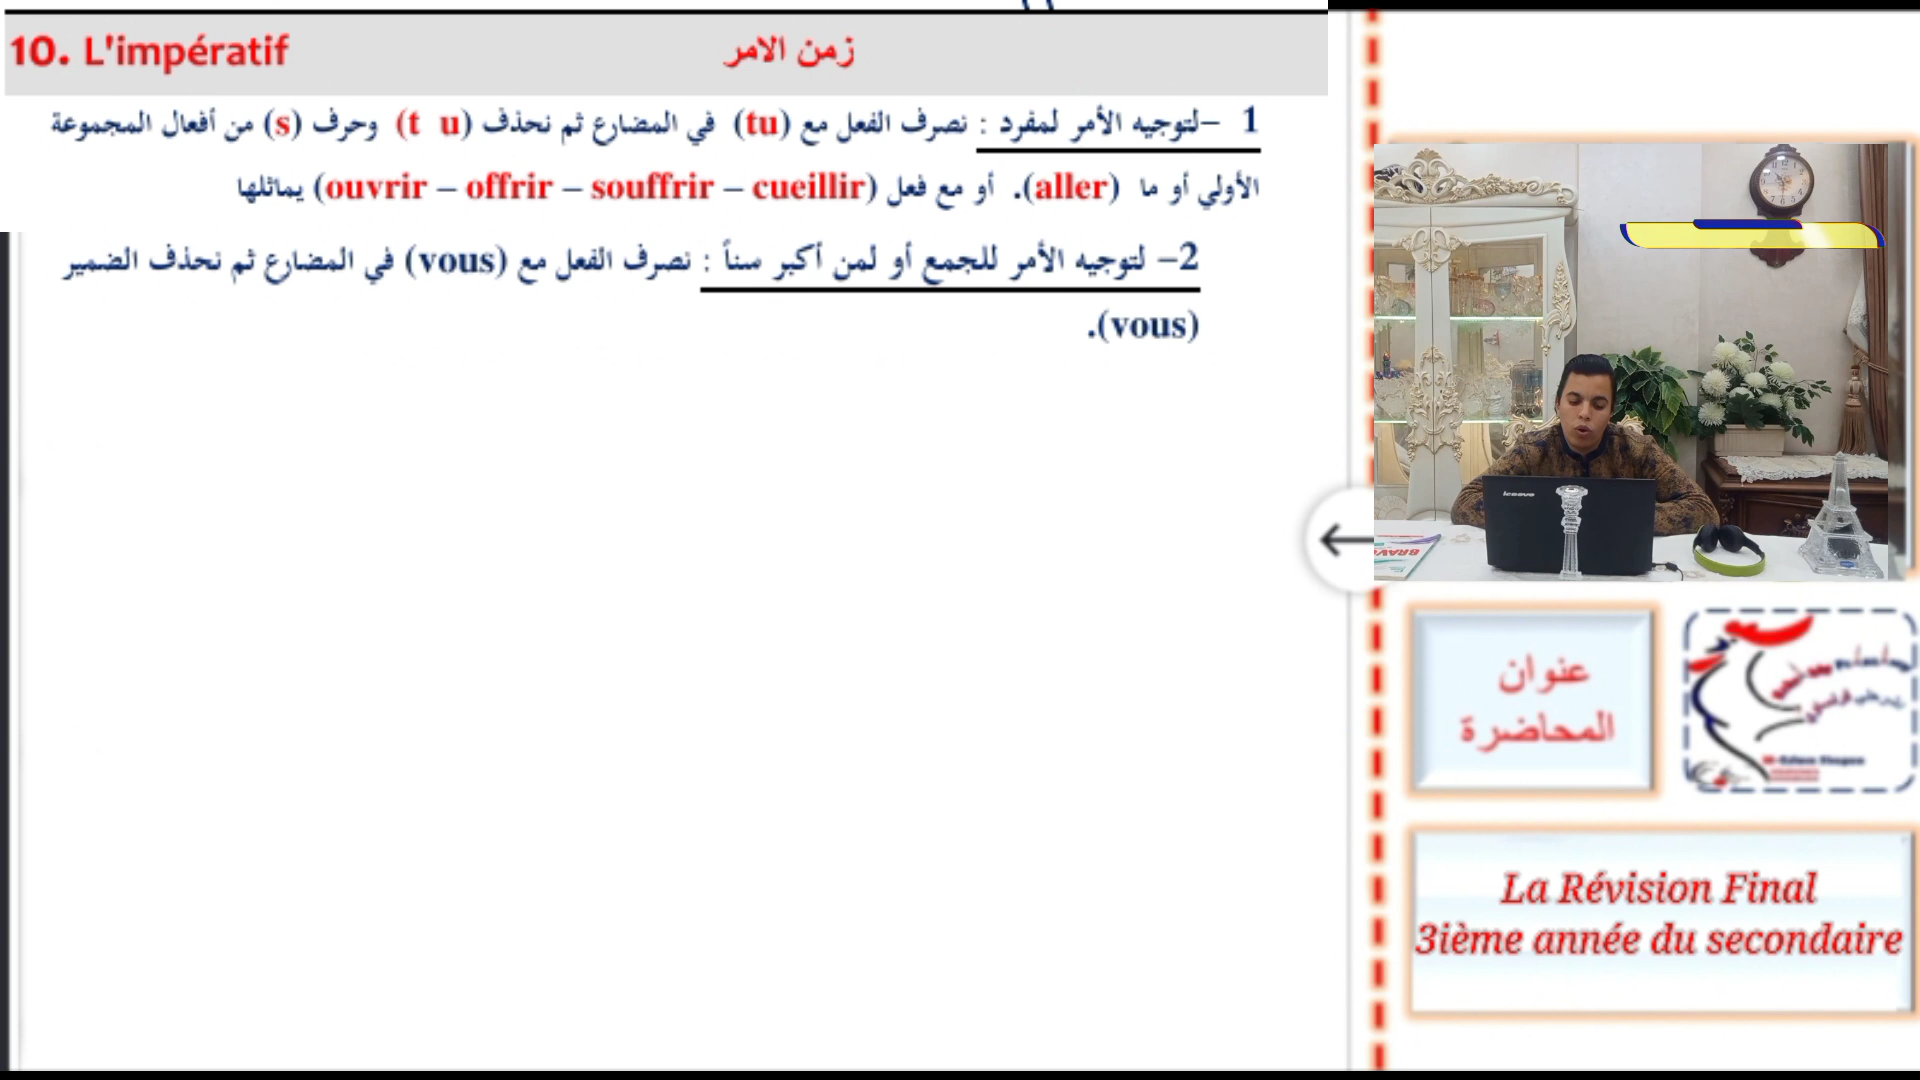 10. L'impératif زمن الامر
1 –لتوجيه الأمر لمفرد : نصرف الفعل مع (tu) في المضارع ثم نحذف (t u) وحرف (s) من أفعال المجموعة
الأولي أو ما (aller). أو مع فعل (ouvrir – offrir – souffrir – cueillir) يماثلها
2– لتوجيه الأمر للجمع أو لمن أكبر سناً : نصرف الفعل مع (vous) في المضارع ثم نحذف الضمير
(vous).
lenovo
عنوان
المحاضرة
La Révision Final
3ième année du secondaire